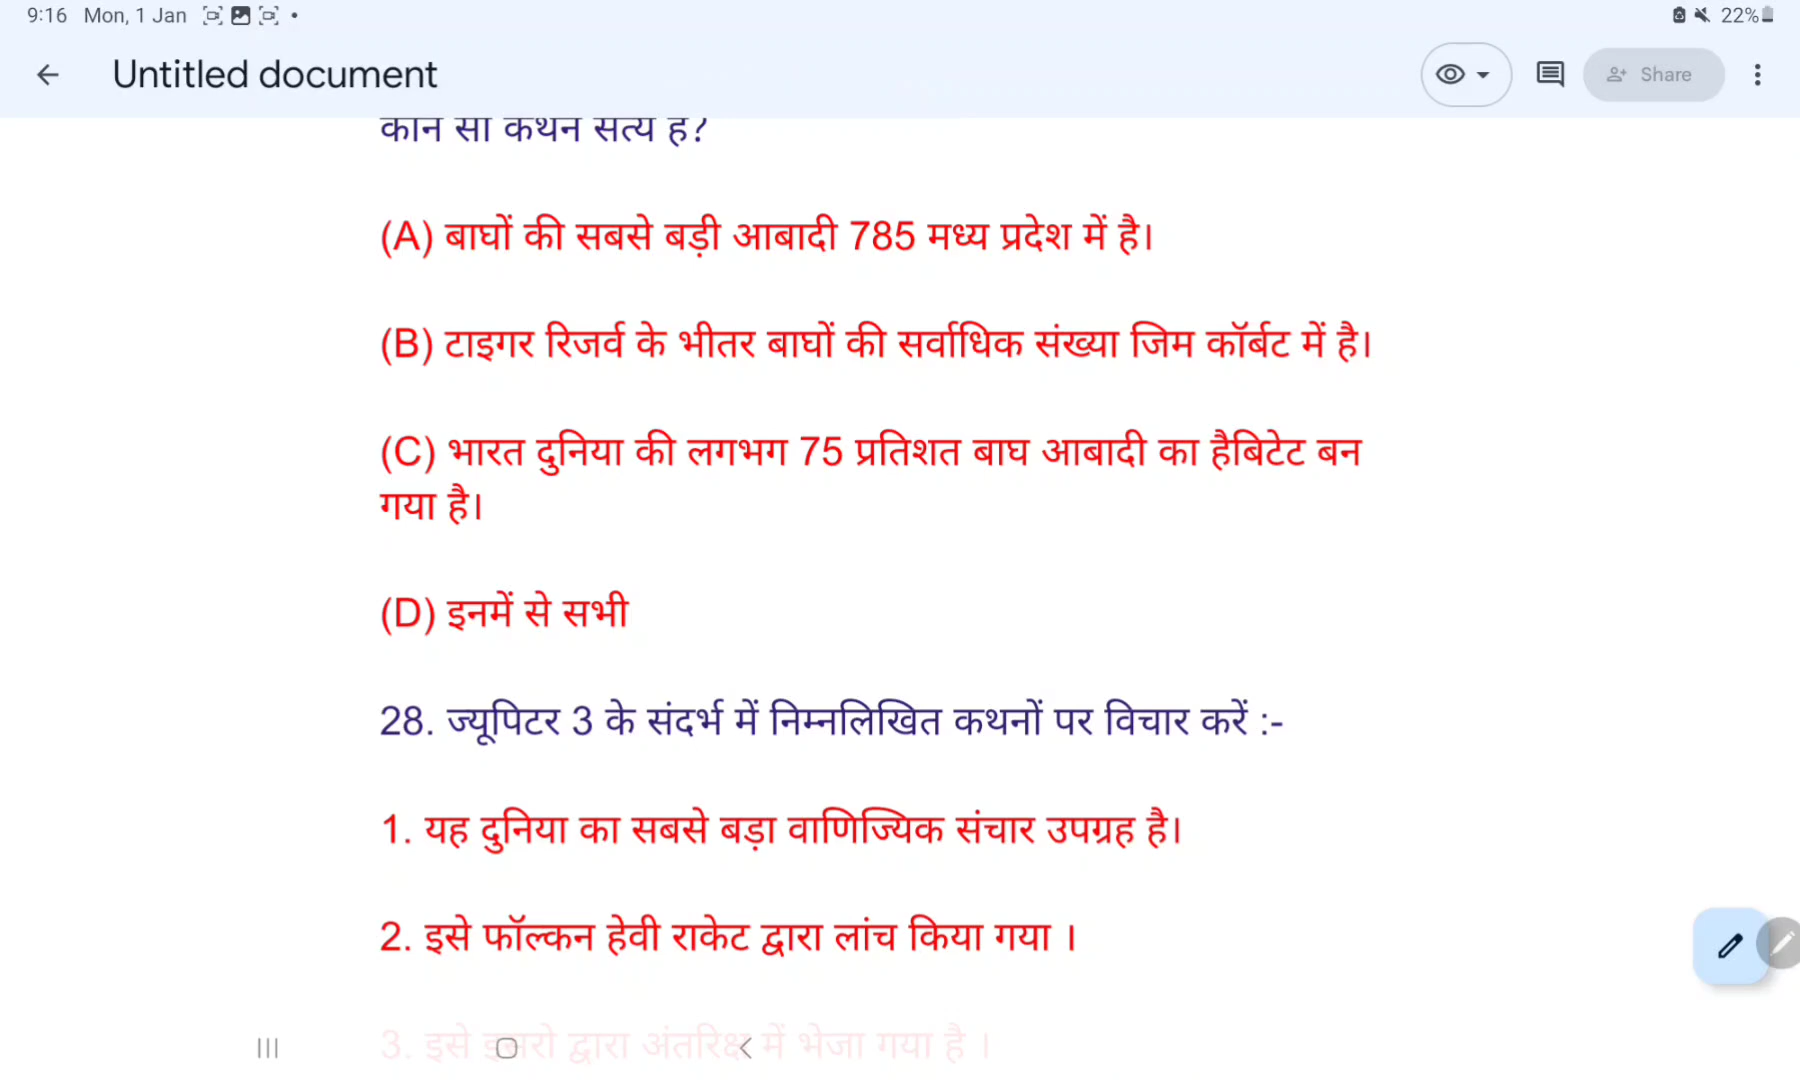 9:16 Mon, 1 Jan 22%
Untitled document
Share
कौन सा कथन सत्य है?
(A) बाघों की सबसे बड़ी आबादी 785 मध्य प्रदेश में है।
(B) टाइगर रिजर्व के भीतर बाघों की सर्वाधिक संख्या जिम कॉर्बेट में है।
(C) भारत दुनिया की लगभग 75 प्रतिशत बाघ आबादी का हैबिटेट बन
गया है।
(D) इनमें से सभी
28. ज्यूपिटर 3 के संदर्भ में निम्नलिखित कथनों पर विचार करें :-
1. यह दुनिया का सबसे बड़ा वाणिज्यिक संचार उपग्रह है।
2. इसे फॉल्कन हेवी राकेट द्वारा लांच किया गया ।
3. इसे इसरो द्वारा अंतरिक्ष में भेजा गया है ।